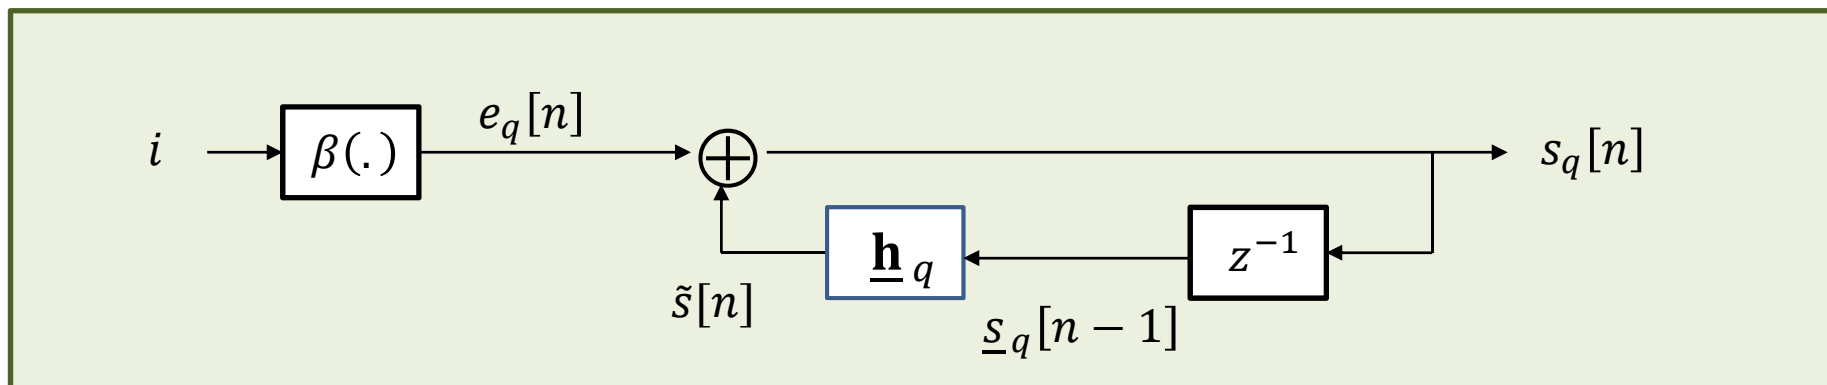 i
β(.)
e_q[n]
s_q[n]
h_q
z^{-1}
s̃[n]
s_q[n − 1]